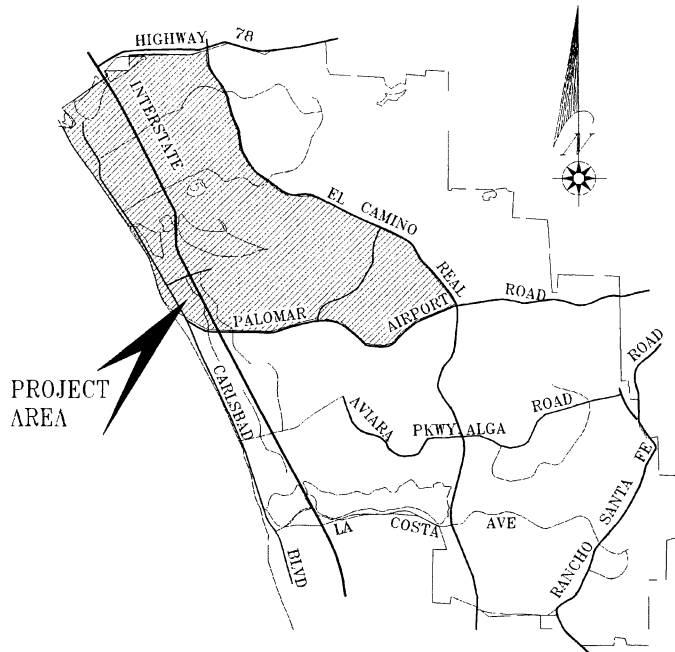 HIGHWAY 78
INTERSTATE
EL CAMINO REAL
PALOMAR AIRPORT ROAD
PROJECT
AREA
CARLSBAD BLVD
AVIARA PKWY
ALGA ROAD
LA COSTA AVE
RANCHO SANTA FE ROAD
N